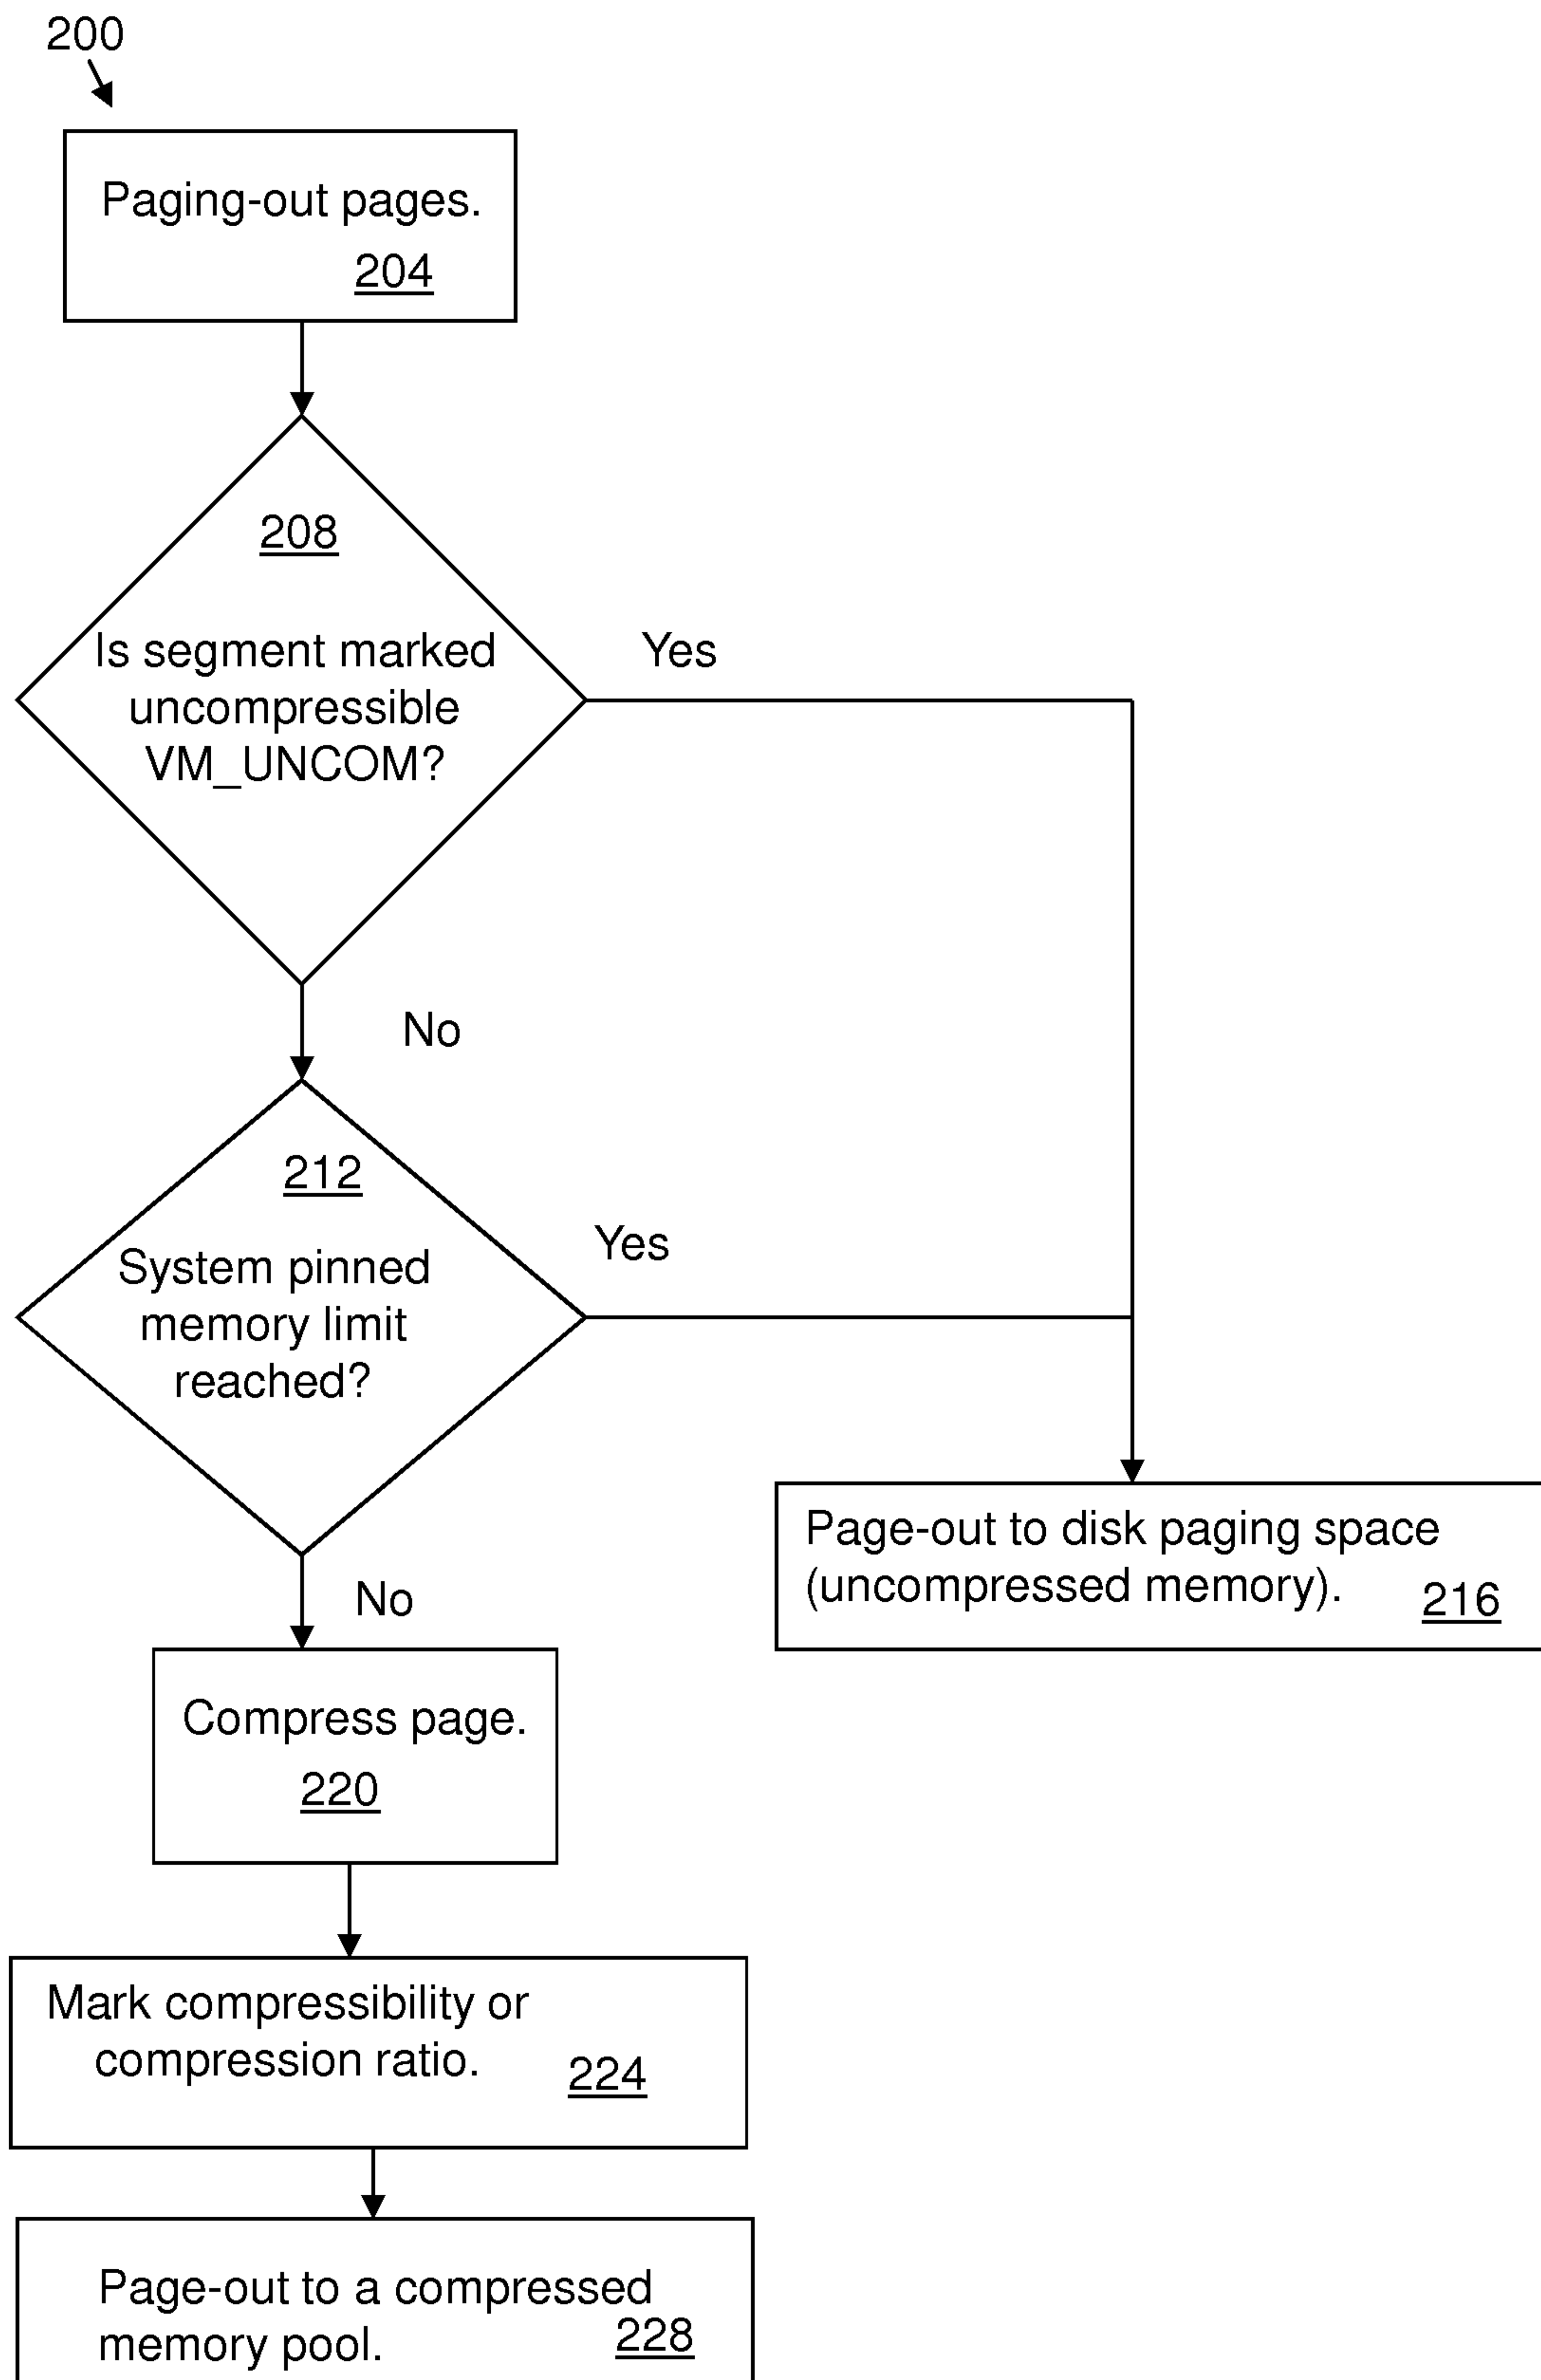 200
Paging-out pages.
204
208
Is segment marked
uncompressible
VM_UNCOM?
Yes
No
212
System pinned
memory limit
reached?
Yes
No
Page-out to disk paging space
(uncompressed memory).
216
Compress page.
220
Mark compressibility or
compression ratio.
224
Page-out to a compressed
memory pool.
228